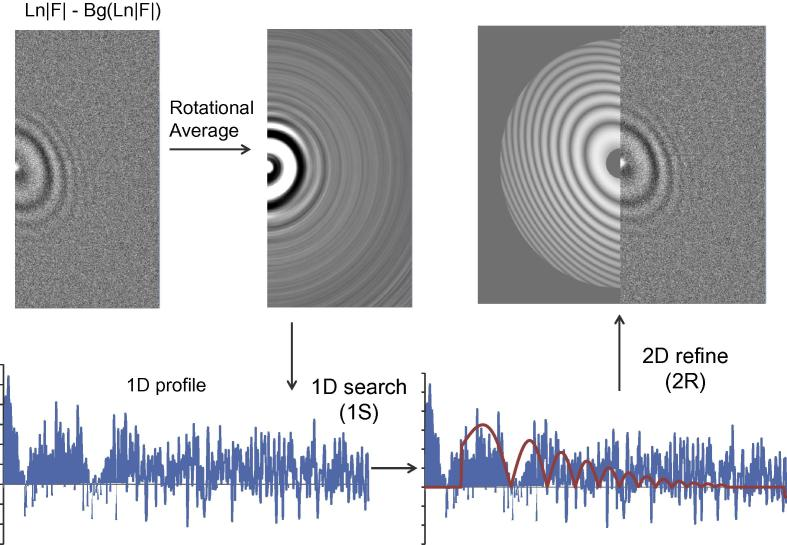 Ln|F| - Bg(Ln|F|)
Rotational
Average
1D profile
1D search
(1S)
2D refine
(2R)